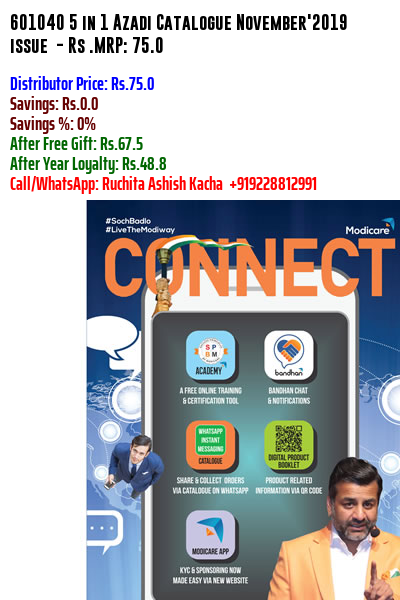 601040 5 in 1 Azadi Catalogue November'2019
issue - Rs .MRP: 75.0
Distributor Price: Rs.75.0
Savings: Rs.0.0
Savings %: 0%
After Free Gift: Rs.67.5
After Year Loyalty: Rs.48.8
Call/WhatsApp: Ruchita Ashish Kacha +919228812991
#SochBadlo
#LiveTheModiway
Modicare
CONNECT
SPBM
ACADEMY
bandhan
A FREE ONLINE TRAINING
& CERTIFICATION TOOL
BANDHAN CHAT
& NOTIFICATIONS
WHATSAPP
INSTANT
MESSAGING
CATALOGUE
DIGITAL PRODUCT
BOOKLET
SHARE & COLLECT ORDERS
VIA CATALOGUE ON WHATSAPP
PRODUCT RELATED
INFORMATION VIA QR CODE
MODICARE APP
KYC & SPONSORING NOW
MADE EASY VIA NEW WEBSITE